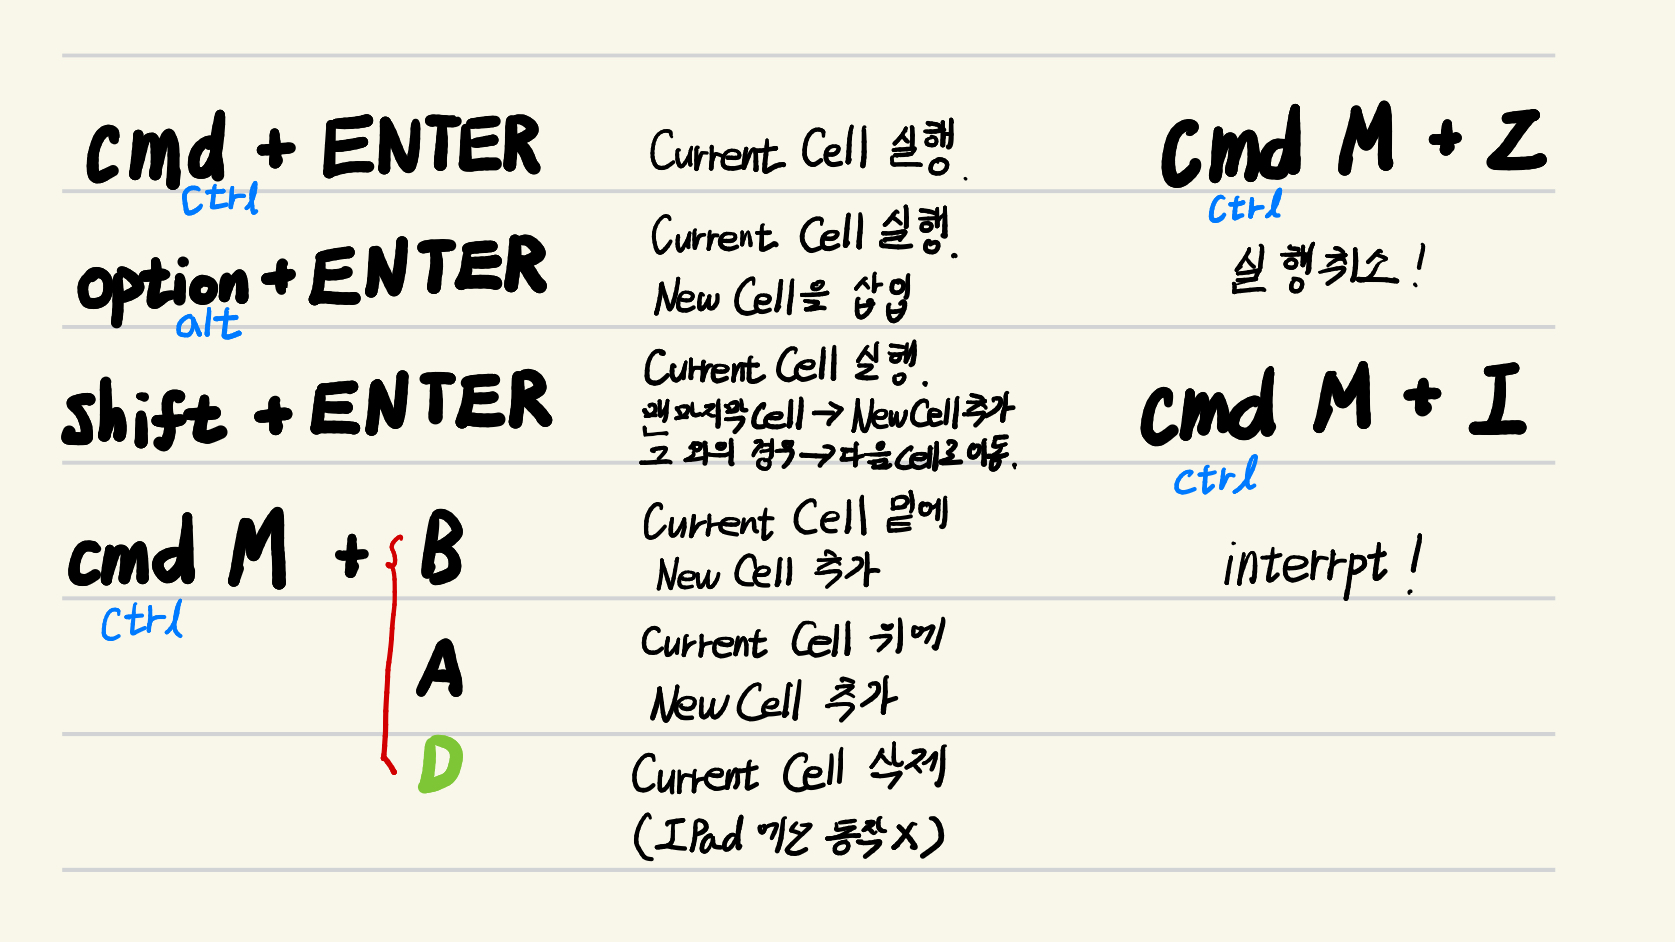 cmd + ENTER
ctrl
Current Cell 실행.
option + ENTER
alt
Current Cell 실행.
New Cell을 삽입
shift + ENTER
Current Cell 실행.
맨 마지막 cell → New Cell 추가
그 외의 경우 → 다음 cell로 이동.
cmd M + B
ctrl
Current Cell 밑에
New Cell 추가
A
Current Cell 위에
New Cell 추가
D
Current Cell 삭제
(IPad 에선 동작 X)
cmd M + Z
ctrl
실행취소!
cmd M + I
ctrl
interrpt!